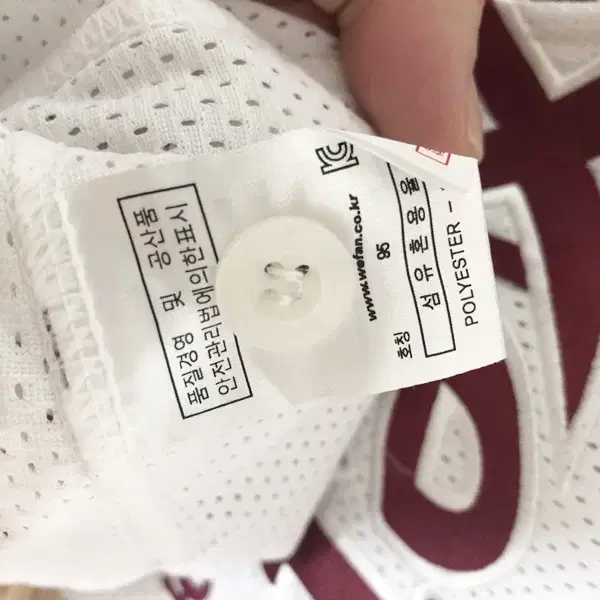 품질경영 및 공산품
안전관리법에의한표시
www.wefan.co.kr
호칭 95
섬유혼용율
POLYESTER -